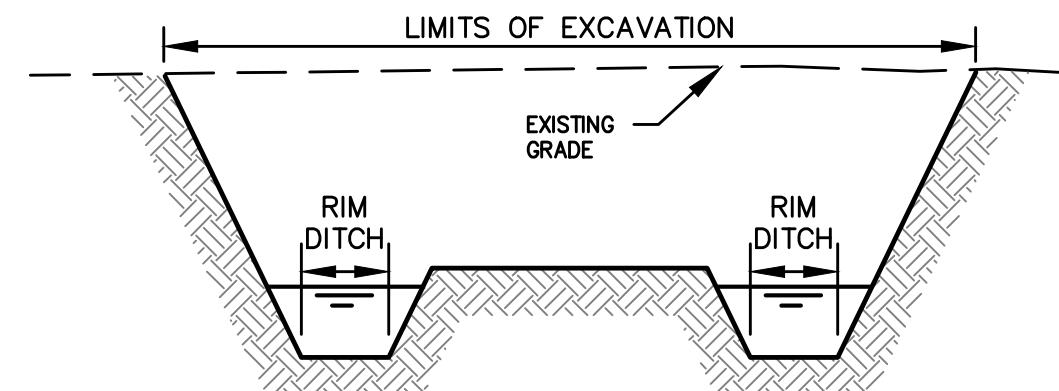 LIMITS OF EXCAVATION
EXISTING
GRADE
RIM
DITCH
RIM
DITCH